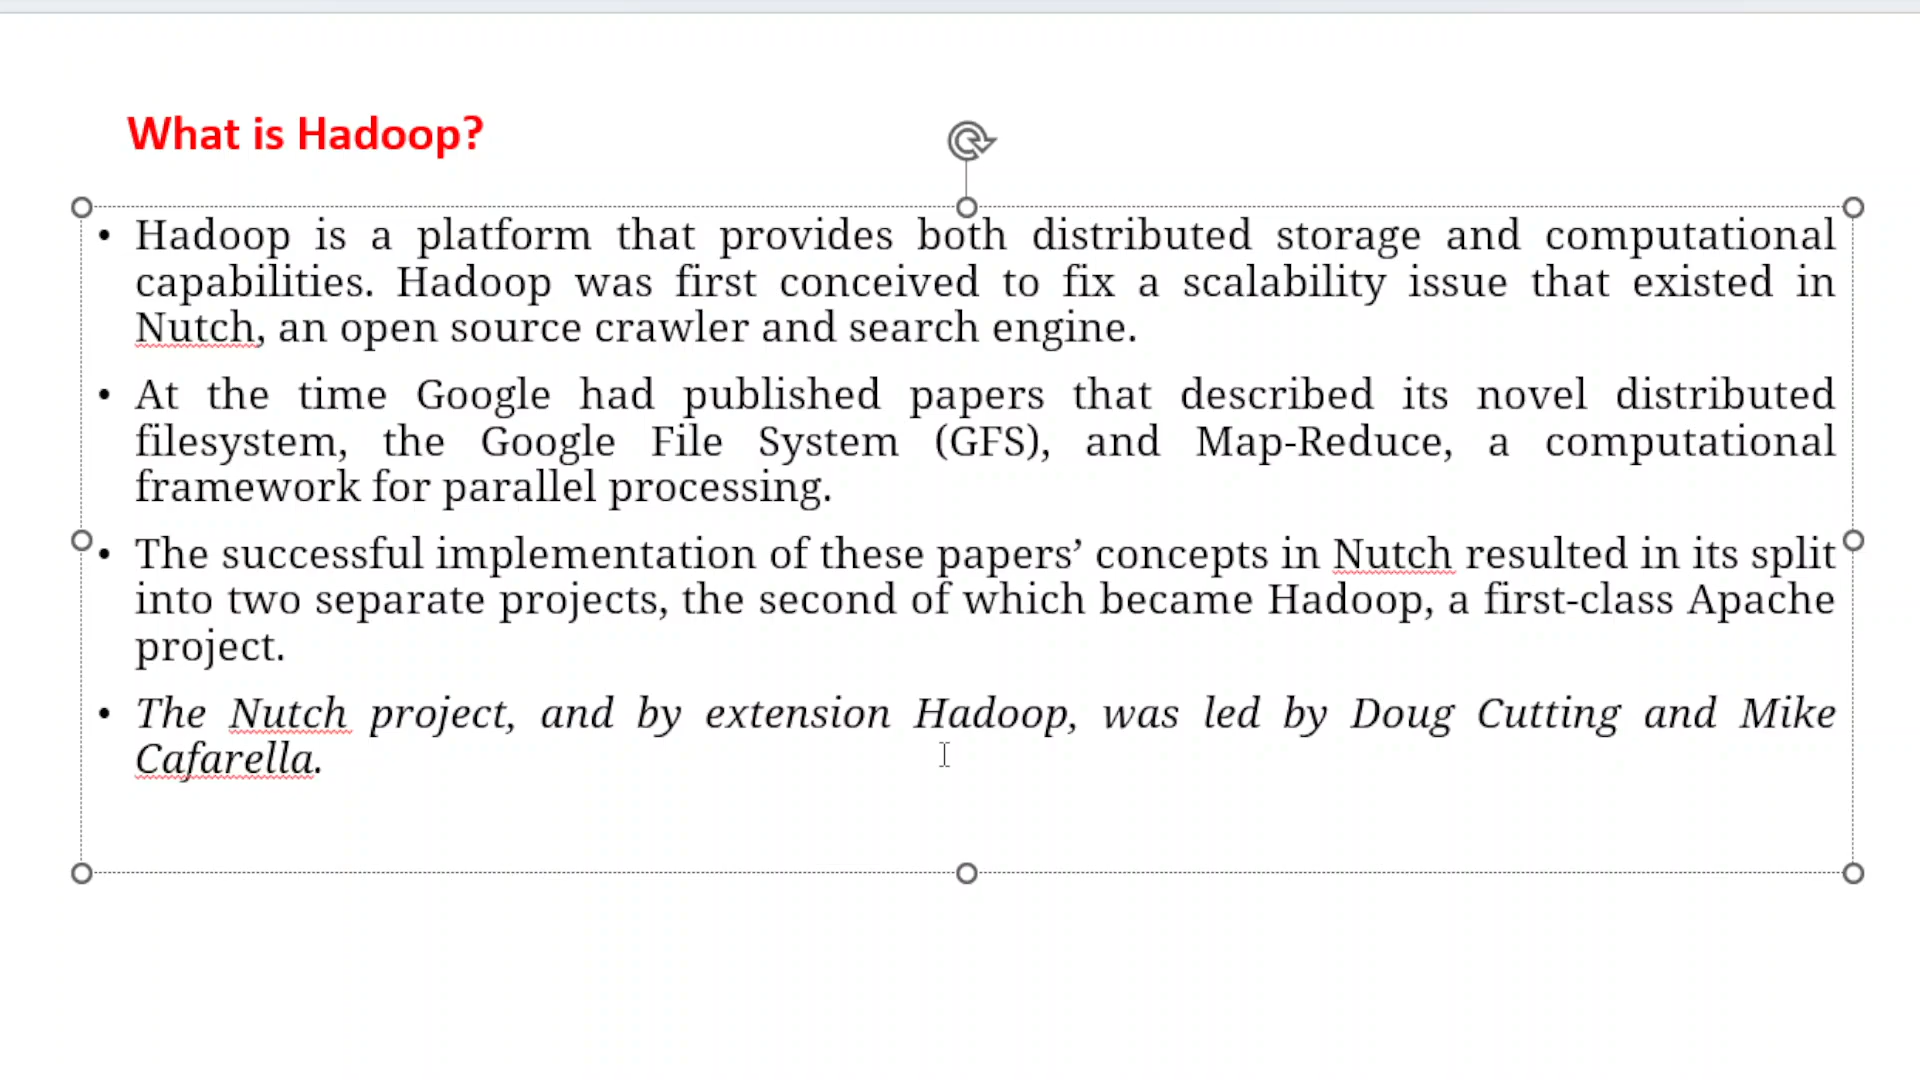 What is Hadoop?
• Hadoop is a platform that provides both distributed storage and computational
capabilities. Hadoop was first conceived to fix a scalability issue that existed in
Nutch, an open source crawler and search engine.
• At the time Google had published papers that described its novel distributed
filesystem, the Google File System (GFS), and Map-Reduce, a computational
framework for parallel processing.
• The successful implementation of these papers’ concepts in Nutch resulted in its split
into two separate projects, the second of which became Hadoop, a first-class Apache
project.
• The Nutch project, and by extension Hadoop, was led by Doug Cutting and Mike
Cafarella.